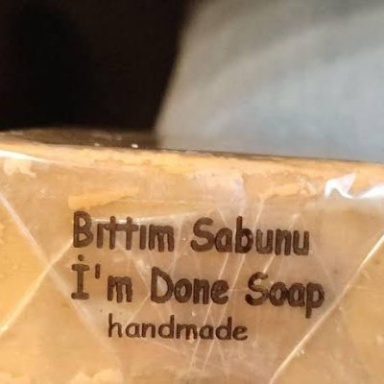 Bıttım Sabunu
İ'm Done Soap
handmade